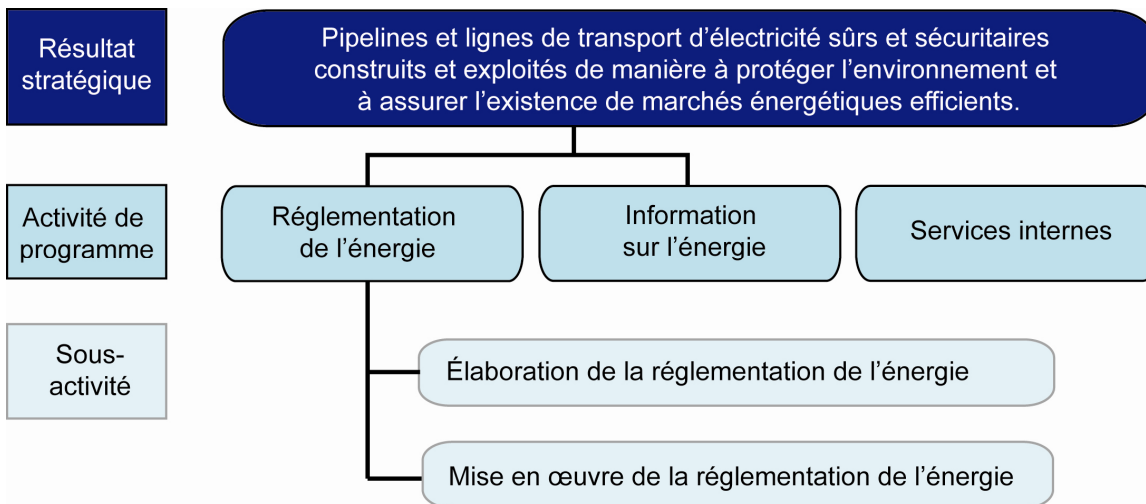 Résultat
stratégique
Pipelines et lignes de transport d’électricité sûrs et sécuritaires
construits et exploités de manière à protéger l’environnement et
à assurer l’existence de marchés énergétiques efficients.
Activité de
programme
Réglementation
de l’énergie
Information
sur l’énergie
Services internes
Sous-
activité
Élaboration de la réglementation de l’énergie
Mise en œuvre de la réglementation de l’énergie